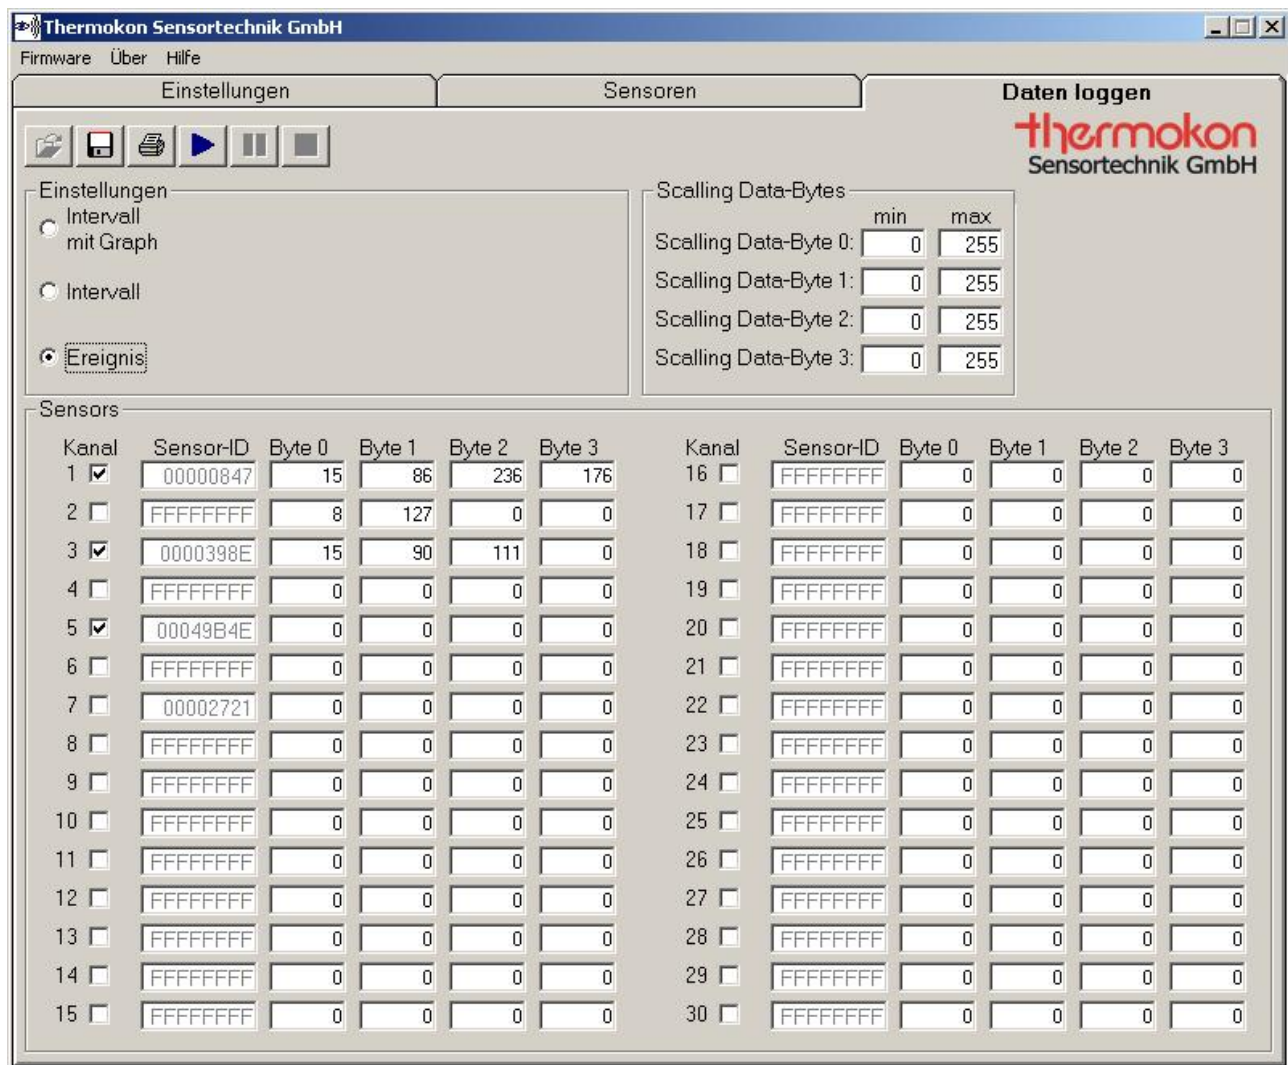 Thermokon Sensortechnik GmbH
Firmware Über Hilfe
Einstellungen Sensoren Daten loggen
thermokon
Sensortechnik GmbH
Einstellungen
Intervall
mit Graph
Intervall
Ereignis
Scalling Data-Bytes
min max
Scalling Data-Byte 0: 0 255
Scalling Data-Byte 1: 0 255
Scalling Data-Byte 2: 0 255
Scalling Data-Byte 3: 0 255
Sensors
Kanal Sensor-ID Byte 0 Byte 1 Byte 2 Byte 3 Kanal Sensor-ID Byte 0 Byte 1 Byte 2 Byte 3
1 00000847 15 86 236 176 16 FFFFFFFF 0 0 0 0
2 FFFFFFFF 8 127 0 0 17 FFFFFFFF 0 0 0 0
3 0000398E 15 90 111 0 18 FFFFFFFF 0 0 0 0
4 FFFFFFFF 0 0 0 0 19 FFFFFFFF 0 0 0 0
5 00049B4E 0 0 0 0 20 FFFFFFFF 0 0 0 0
6 FFFFFFFF 0 0 0 0 21 FFFFFFFF 0 0 0 0
7 00002721 0 0 0 0 22 FFFFFFFF 0 0 0 0
8 FFFFFFFF 0 0 0 0 23 FFFFFFFF 0 0 0 0
9 FFFFFFFF 0 0 0 0 24 FFFFFFFF 0 0 0 0
10 FFFFFFFF 0 0 0 0 25 FFFFFFFF 0 0 0 0
11 FFFFFFFF 0 0 0 0 26 FFFFFFFF 0 0 0 0
12 FFFFFFFF 0 0 0 0 27 FFFFFFFF 0 0 0 0
13 FFFFFFFF 0 0 0 0 28 FFFFFFFF 0 0 0 0
14 FFFFFFFF 0 0 0 0 29 FFFFFFFF 0 0 0 0
15 FFFFFFFF 0 0 0 0 30 FFFFFFFF 0 0 0 0